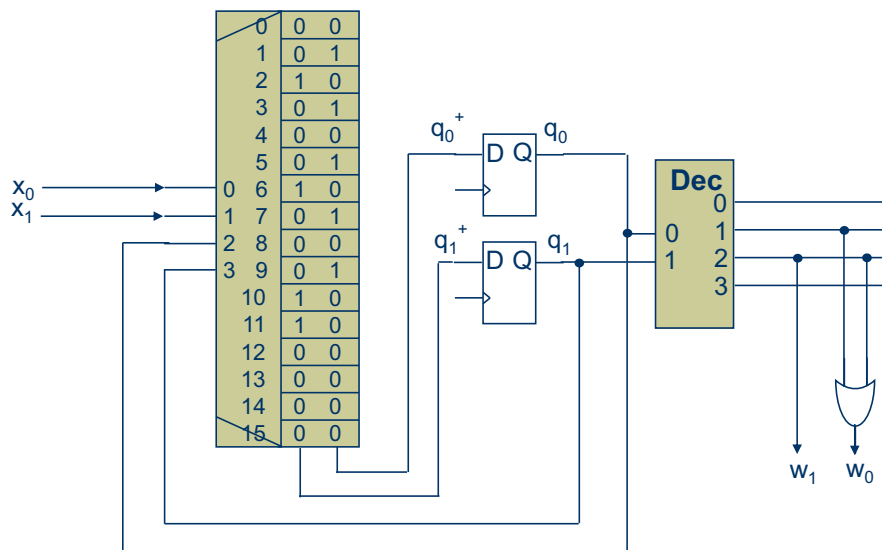 0 0 0
1 0 1
2 1 0
3 0 1
4 0 0
5 0 1
6 1 0
7 0 1
8 0 0
9 0 1
10 1 0
11 1 0
12 0 0
13 0 0
14 0 0
15 0 0
x₀
x₁
0
1
2
3
q₀⁺
D Q
q₀
q₁⁺
D Q
q₁
Dec
0
1
0
1
2
3
w₁
w₀